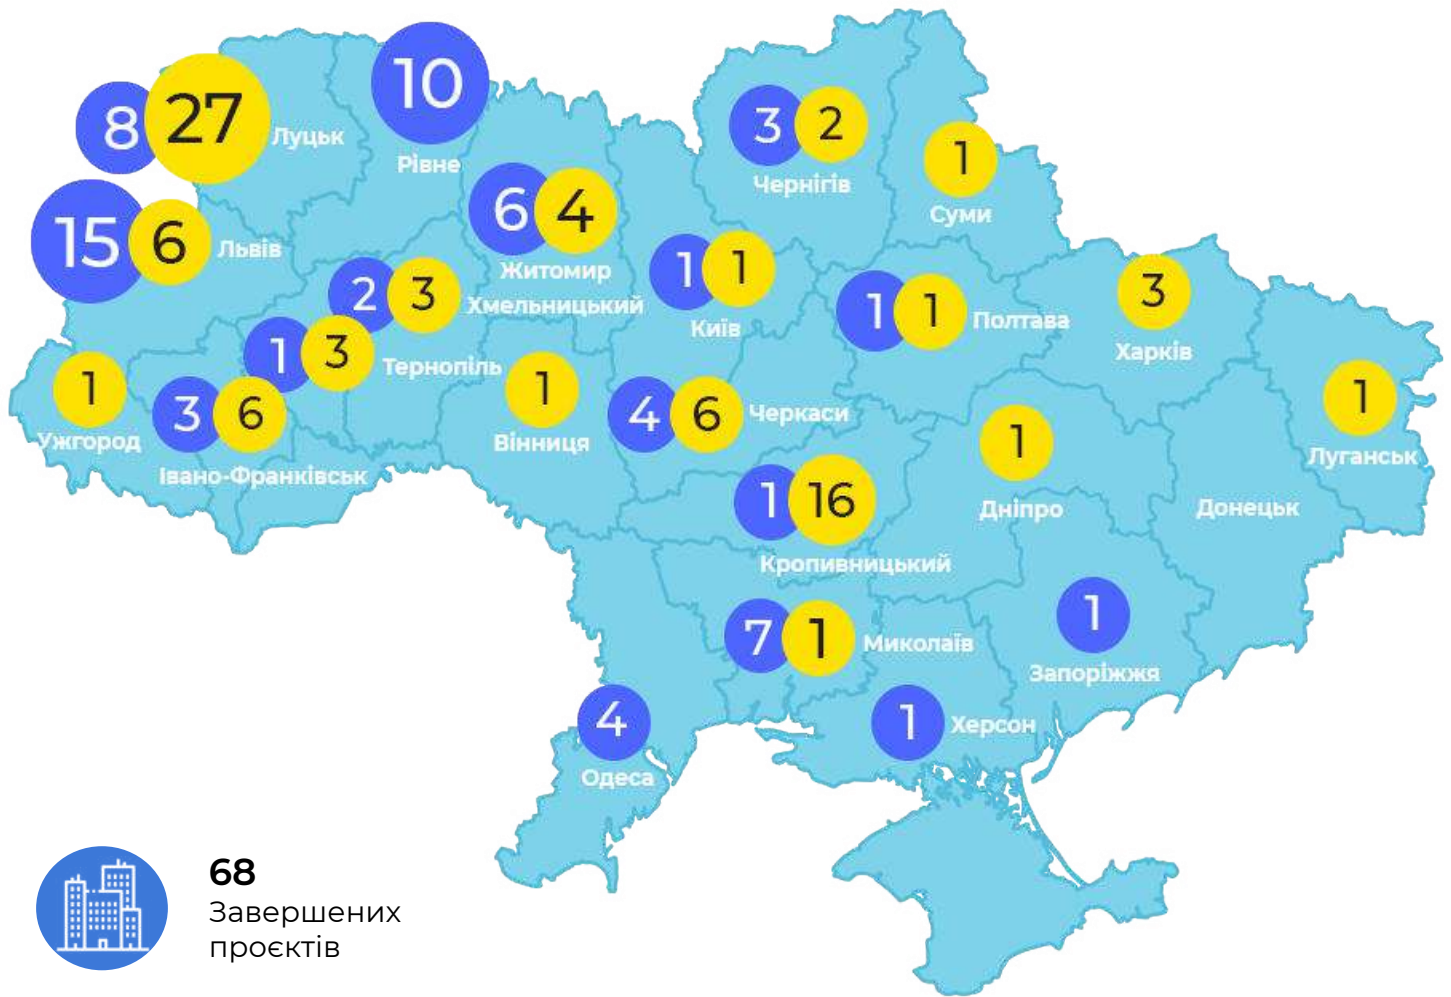 10
8 27
Луцьк
Рівне
3 2
Чернігів
1
Суми
15 6 Львів
6 4
Житомир
1 1
Київ
2 3 Хмельницький
1 1 Полтава
3
Харків
1 3 Тернопіль
1
Ужгород
3 6
Івано-Франківськ
1
Вінниця
4 6 Черкаси
1
Дніпро
1
Луганськ
Донецьк
1 16
Кропивницький
7 1 Миколаїв
1
Запоріжжя
4
Одеса
1 Херсон
68
Завершених
проєктів